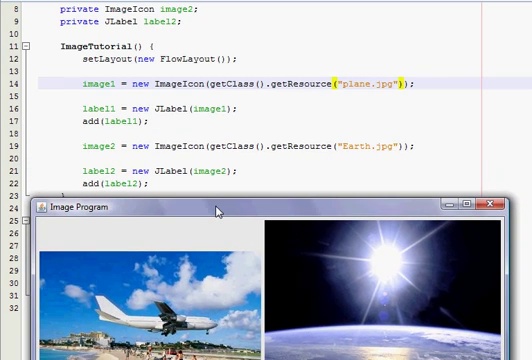 8 private ImageIcon image2;
9 private JLabel label2;
10
11 ImageTutorial() {
12 setLayout(new FlowLayout());
13
14 image1 = new ImageIcon(getClass().getResource("plane.jpg"));
15
16 label1 = new JLabel(image1);
17 add(label1);
18
19 image2 = new ImageIcon(getClass().getResource("Earth.jpg"));
20
21 label2 = new JLabel(image2);
22 add(label2);
23 }
24
25
Image Program
26
27
28
29
30
31
32